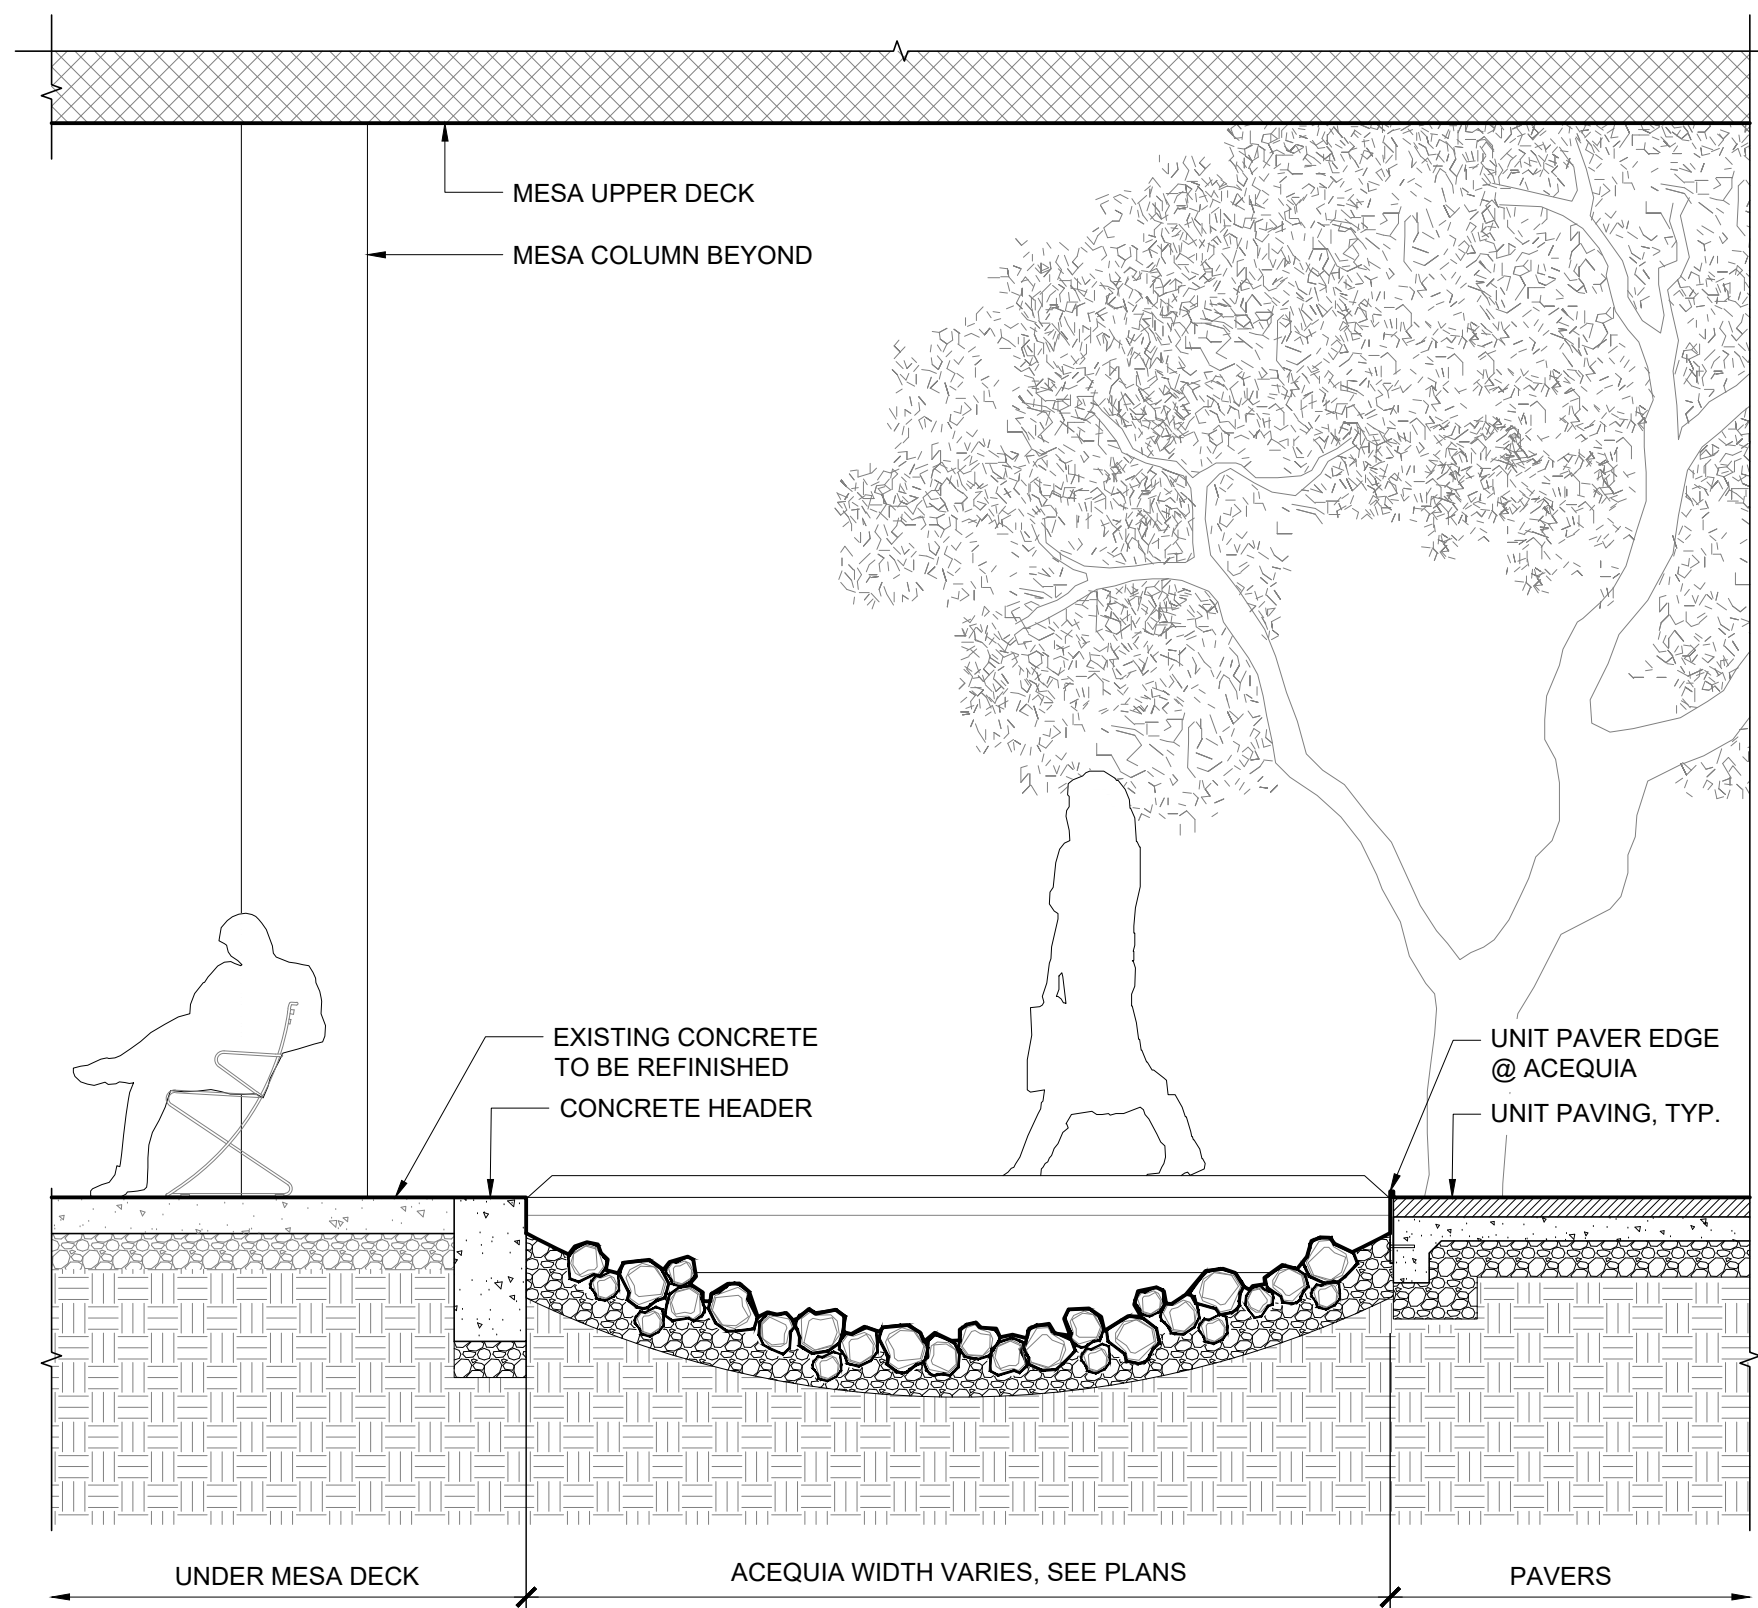 MESA UPPER DECK
MESA COLUMN BEYOND
EXISTING CONCRETE
TO BE REFINISHED
CONCRETE HEADER
UNIT PAVER EDGE
@ ACEQUIA
UNIT PAVING, TYP.
UNDER MESA DECK
ACEQUIA WIDTH VARIES, SEE PLANS
PAVERS